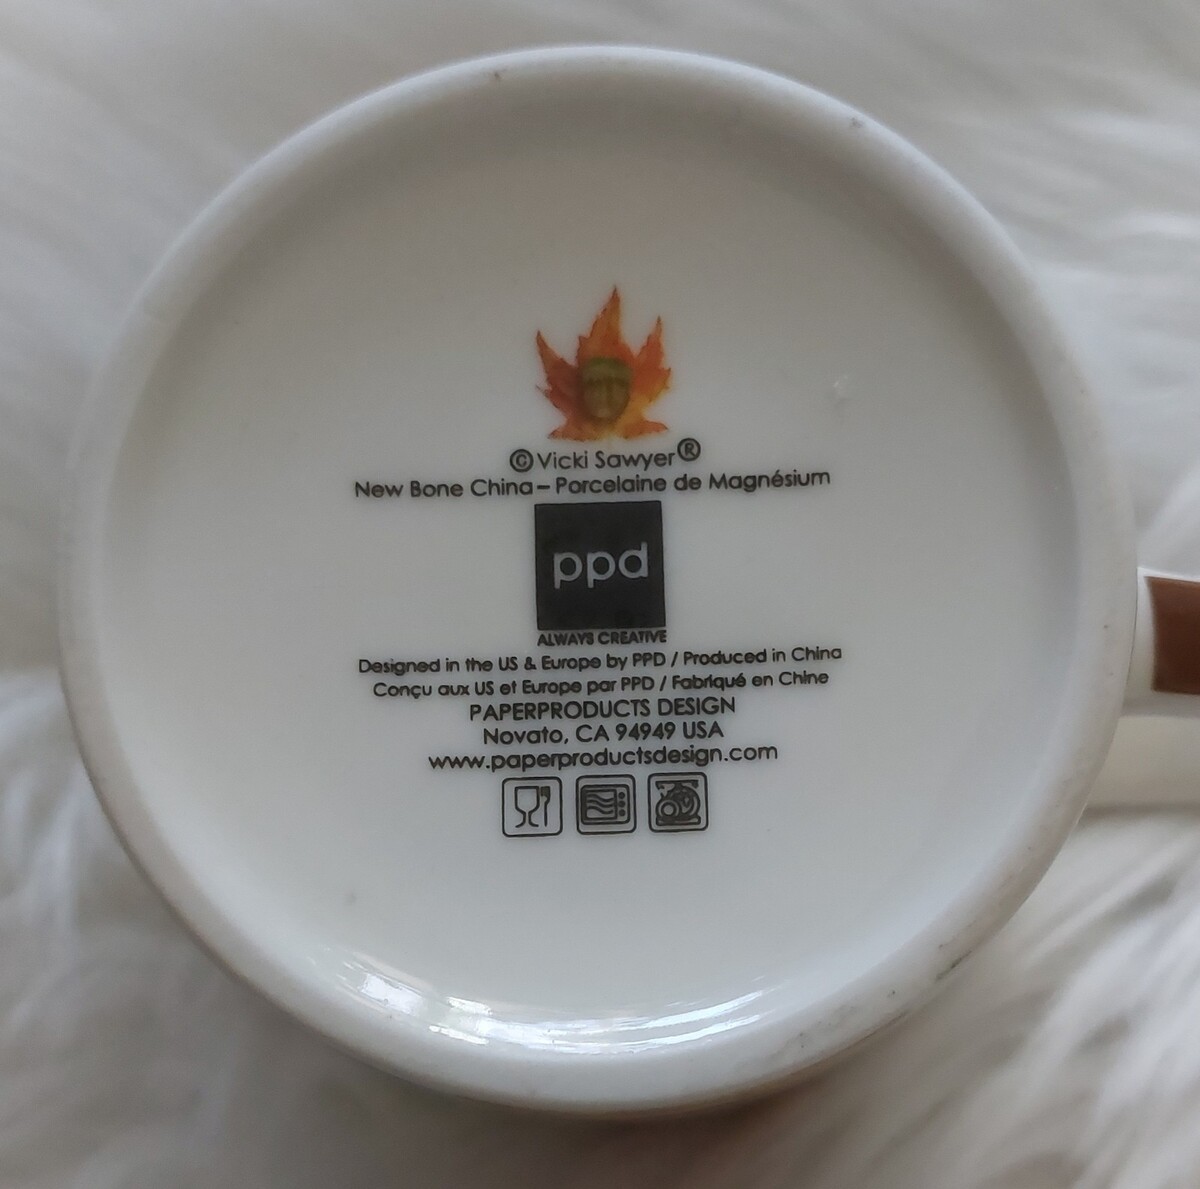 ©Vicki Sawyer®
New Bone China – Porcelaine de Magnésium
ppd
ALWAYS CREATIVE
Designed in the US & Europe by PPD / Produced in China
Conçu aux US et Europe par PPD / Fabriqué en Chine
PAPERPRODUCTS DESIGN
Novato, CA 94949 USA
www.paperproductsdesign.com